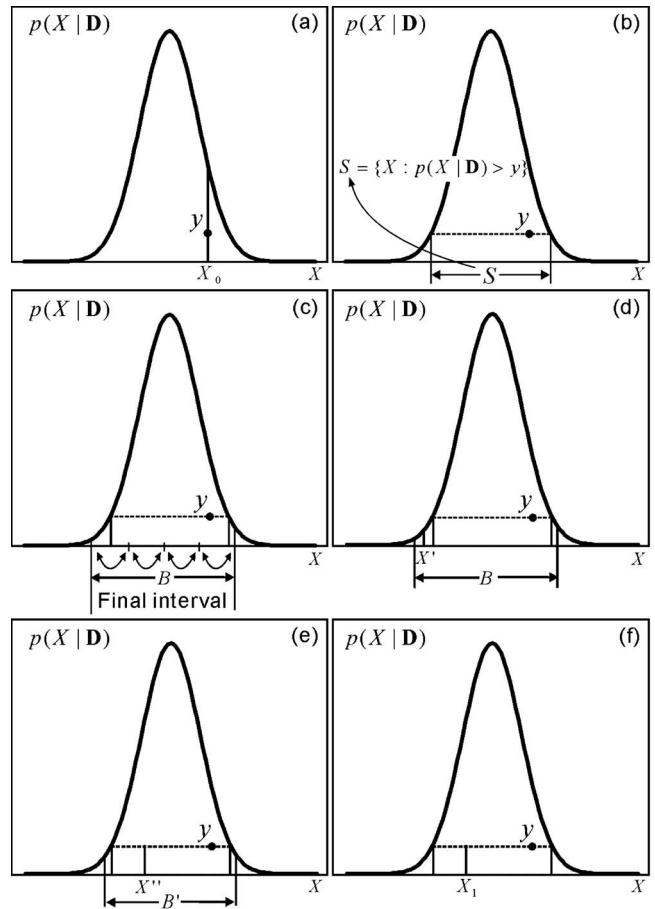 p(X | D) (a)
y
X₀ X
p(X | D) (b)
S = {X : p(X | D) > y}
y
S X
p(X | D) (c)
y
X
B
Final interval
p(X | D) (d)
y
X' X
B
p(X | D) (e)
y
X'' X
B'
p(X | D) (f)
y
X₁ X